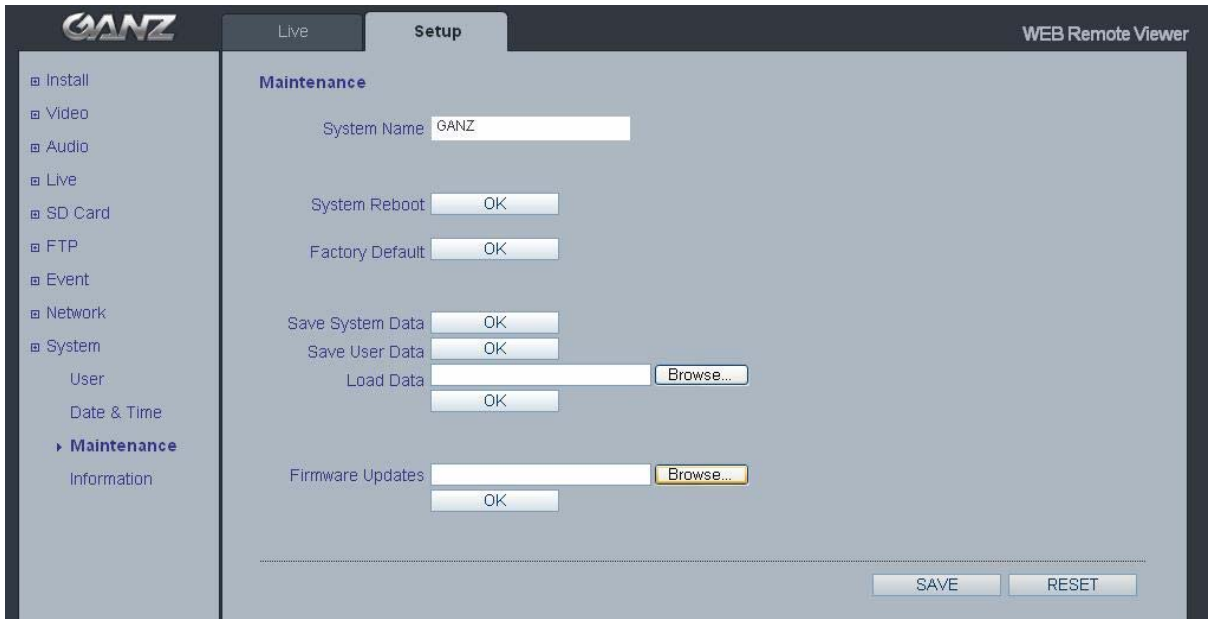 GANZ
Live
Setup
WEB Remote Viewer
Install
Video
Audio
Live
SD Card
FTP
Event
Network
System
User
Date & Time
Maintenance
Information
Maintenance
System Name GANZ
System Reboot OK
Factory Default OK
Save System Data OK
Save User Data OK
Load Data Browse...
OK
Firmware Updates Browse...
OK
SAVE RESET